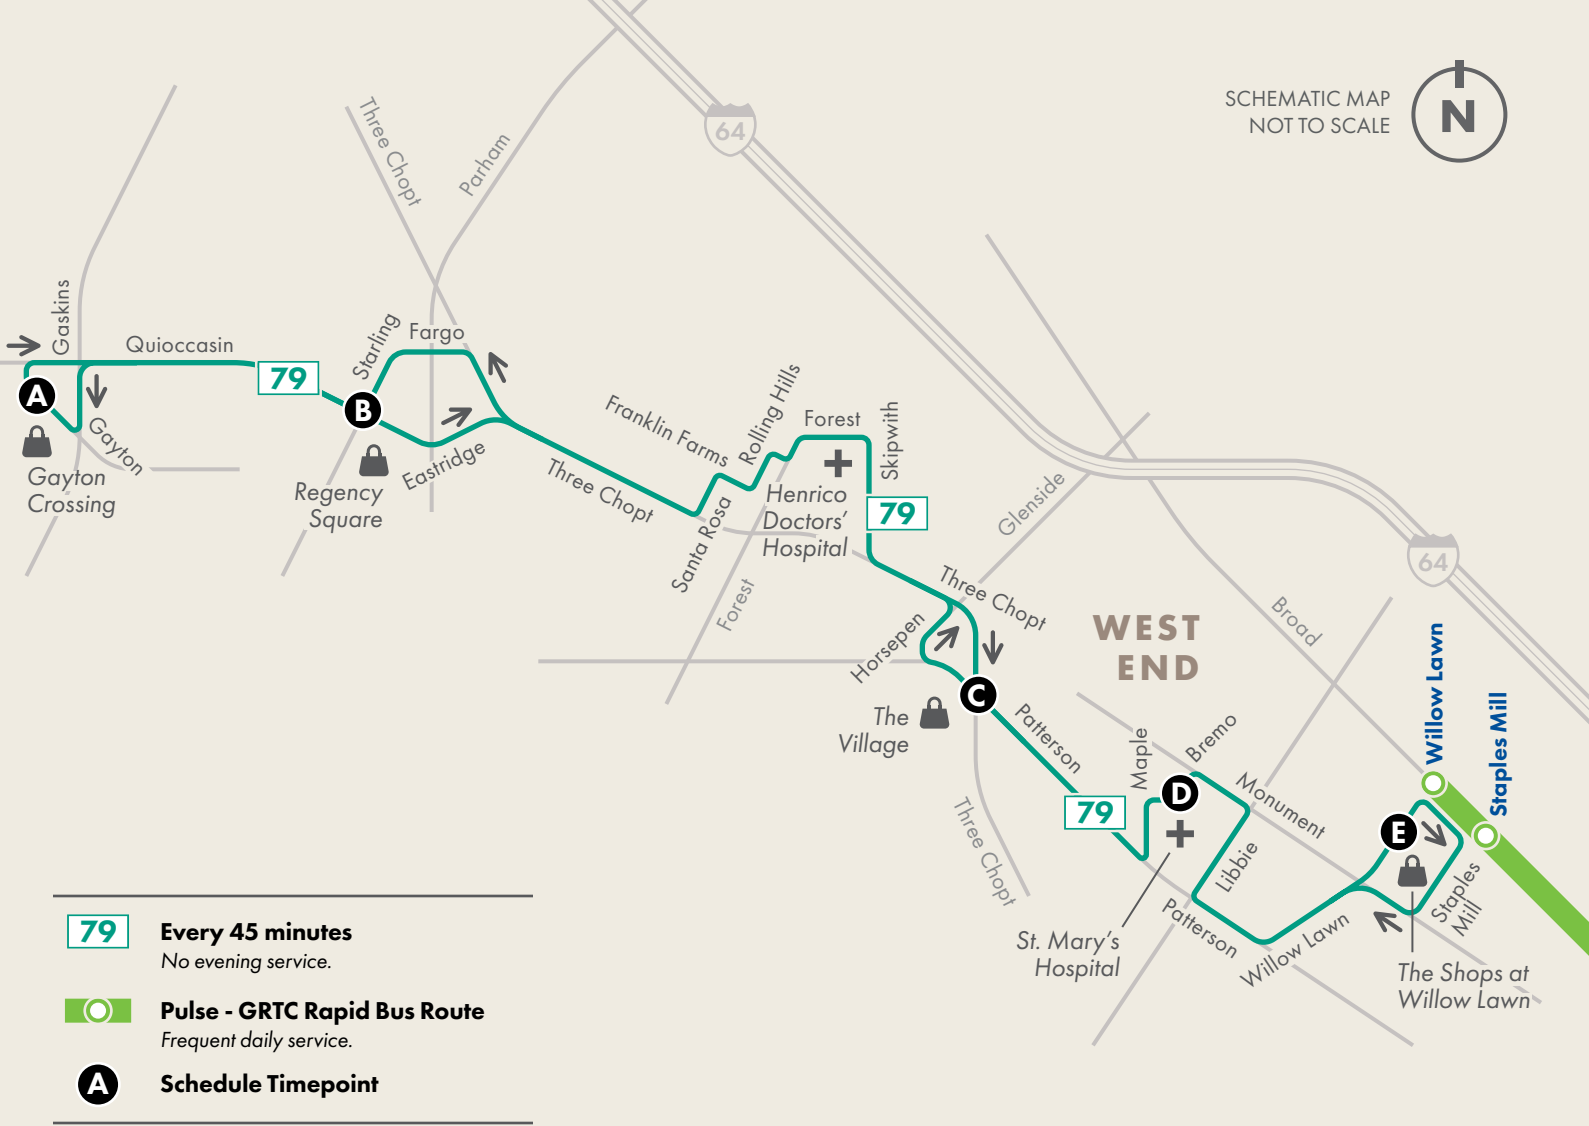 SCHEMATIC MAP
NOT TO SCALE
N
64
Three Chopt
Parham
Gaskins
Quioccasin
79
Starling
Fargo
A
B
Gayton
Gayton
Crossing
Regency
Square
Eastridge
Three Chopt
Franklin Farms
Rolling Hills
Forest
Skipwith
Santa Rosa
Forest
Henrico
Doctors’
Hospital
79
Glenside
64
Three Chopt
Horsepen
C
The
Village
WEST
END
Broad
Willow Lawn
Staples Mill
Patterson
Maple
Bremo
D
Monument
79
E
Libbie
Staples
Mill
Three Chopt
Patterson
Willow Lawn
St. Mary’s
Hospital
The Shops at
Willow Lawn
79
Every 45 minutes
No evening service.
Pulse - GRTC Rapid Bus Route
Frequent daily service.
A
Schedule Timepoint